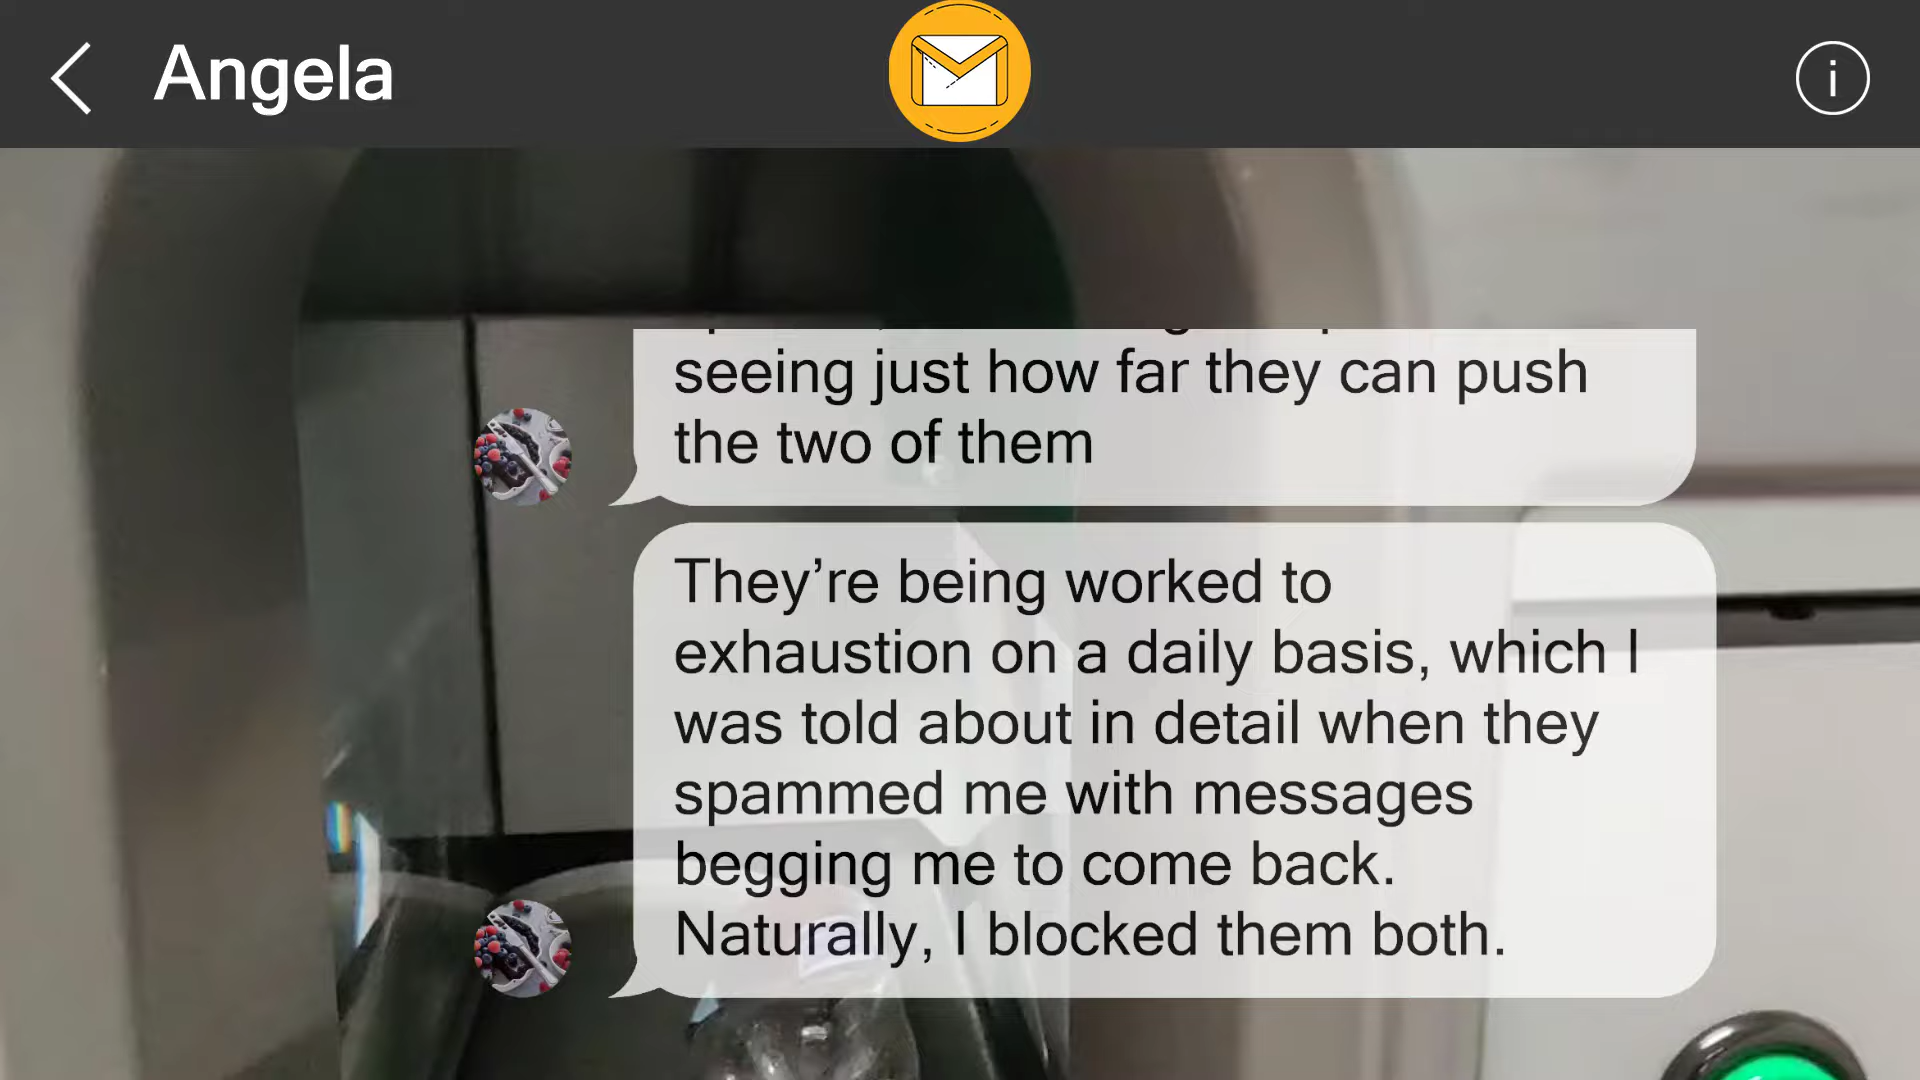 Angela
i
seeing just how far they can push
the two of them
They’re being worked to
exhaustion on a daily basis, which I
was told about in detail when they
spammed me with messages
begging me to come back.
Naturally, I blocked them both.